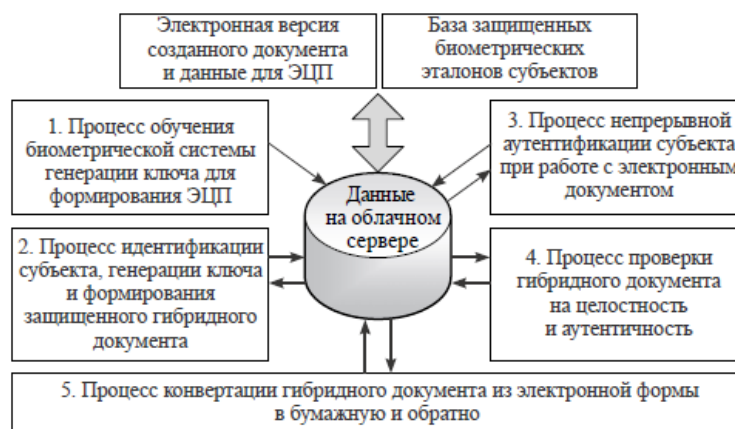 Электронная версия
созданного документа
и данные для ЭЦП
База защищенных
биометрических
эталонов субъектов
1. Процесс обучения
биометрической системы
генерации ключа для
формирования ЭЦП
3. Процесс непрерывной
аутентификации субъекта
при работе с электронным
документом
Данные
на облачном
сервере
2. Процесс идентификации
субъекта, генерации ключа
и формирования
защищенного гибридного
документа
4. Процесс проверки
гибридного документа
на целостность
и аутентичность
5. Процесс конвертации гибридного документа из электронной формы
в бумажную и обратно